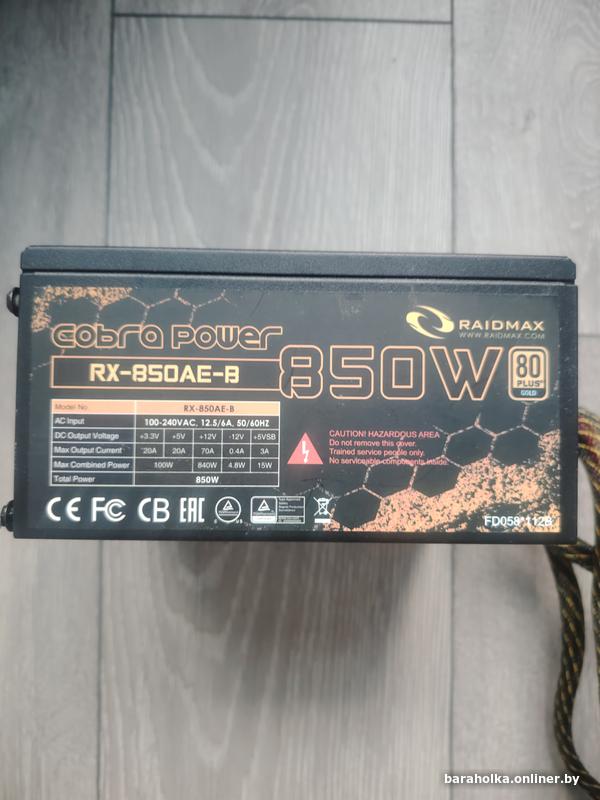 cobra power
RAIDMAX
WWW.RAIDMAX.COM
RX-850AE-B
850W
80
PLUS®
GOLD
Model No RX-850AE-B
AC Input 100-240VAC, 12.5/6A, 50/60HZ
DC Output Voltage +3.3V +5V +12V -12V +5VSB
Max Output Current 20A 20A 70A 0.4A 3A
Max Combined Power 100W 840W 4.8W 15W
Total Power 850W
CAUTION! HAZARDOUS AREA
Do not remove this cover.
Trained service people only.
No serviceable components inside.
CE FC CB EAC
FD058*112B
baraholka.onliner.by